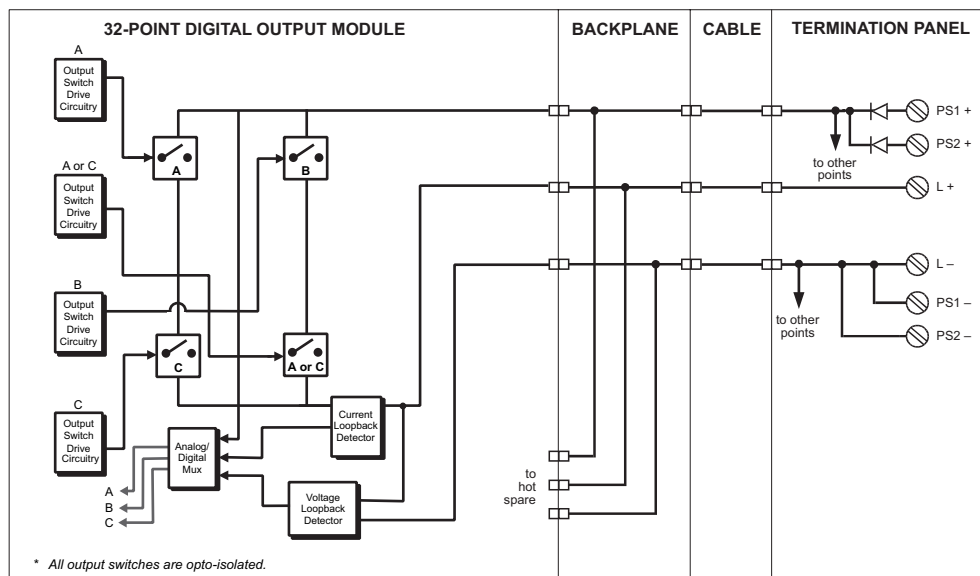 32-POINT DIGITAL OUTPUT MODULE
BACKPLANE
CABLE
TERMINATION PANEL
A
Output
Switch
Drive
Circuitry
A
B
PS1 +
PS2 +
to other
points
A or C
Output
Switch
Drive
Circuitry
L +
B
Output
Switch
Drive
Circuitry
C
A or C
L –
PS1 –
PS2 –
to other
points
C
Output
Switch
Drive
Circuitry
Analog/
Digital
Mux
Current
Loopback
Detector
Voltage
Loopback
Detector
A
B
C
to
hot
spare
* All output switches are opto-isolated.